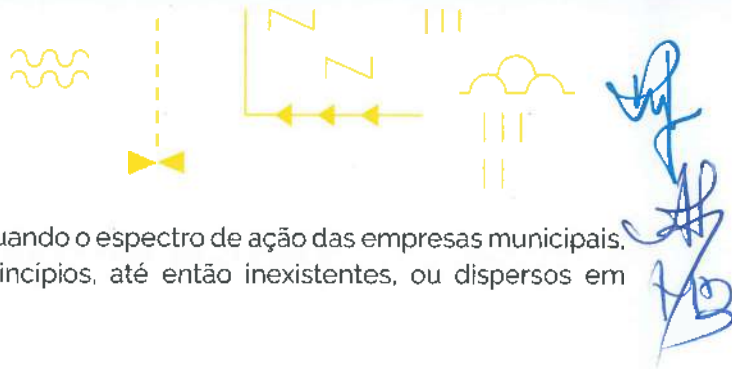 uando o espectro de ação das empresas municipais,
incípios, até então inexistentes, ou dispersos em